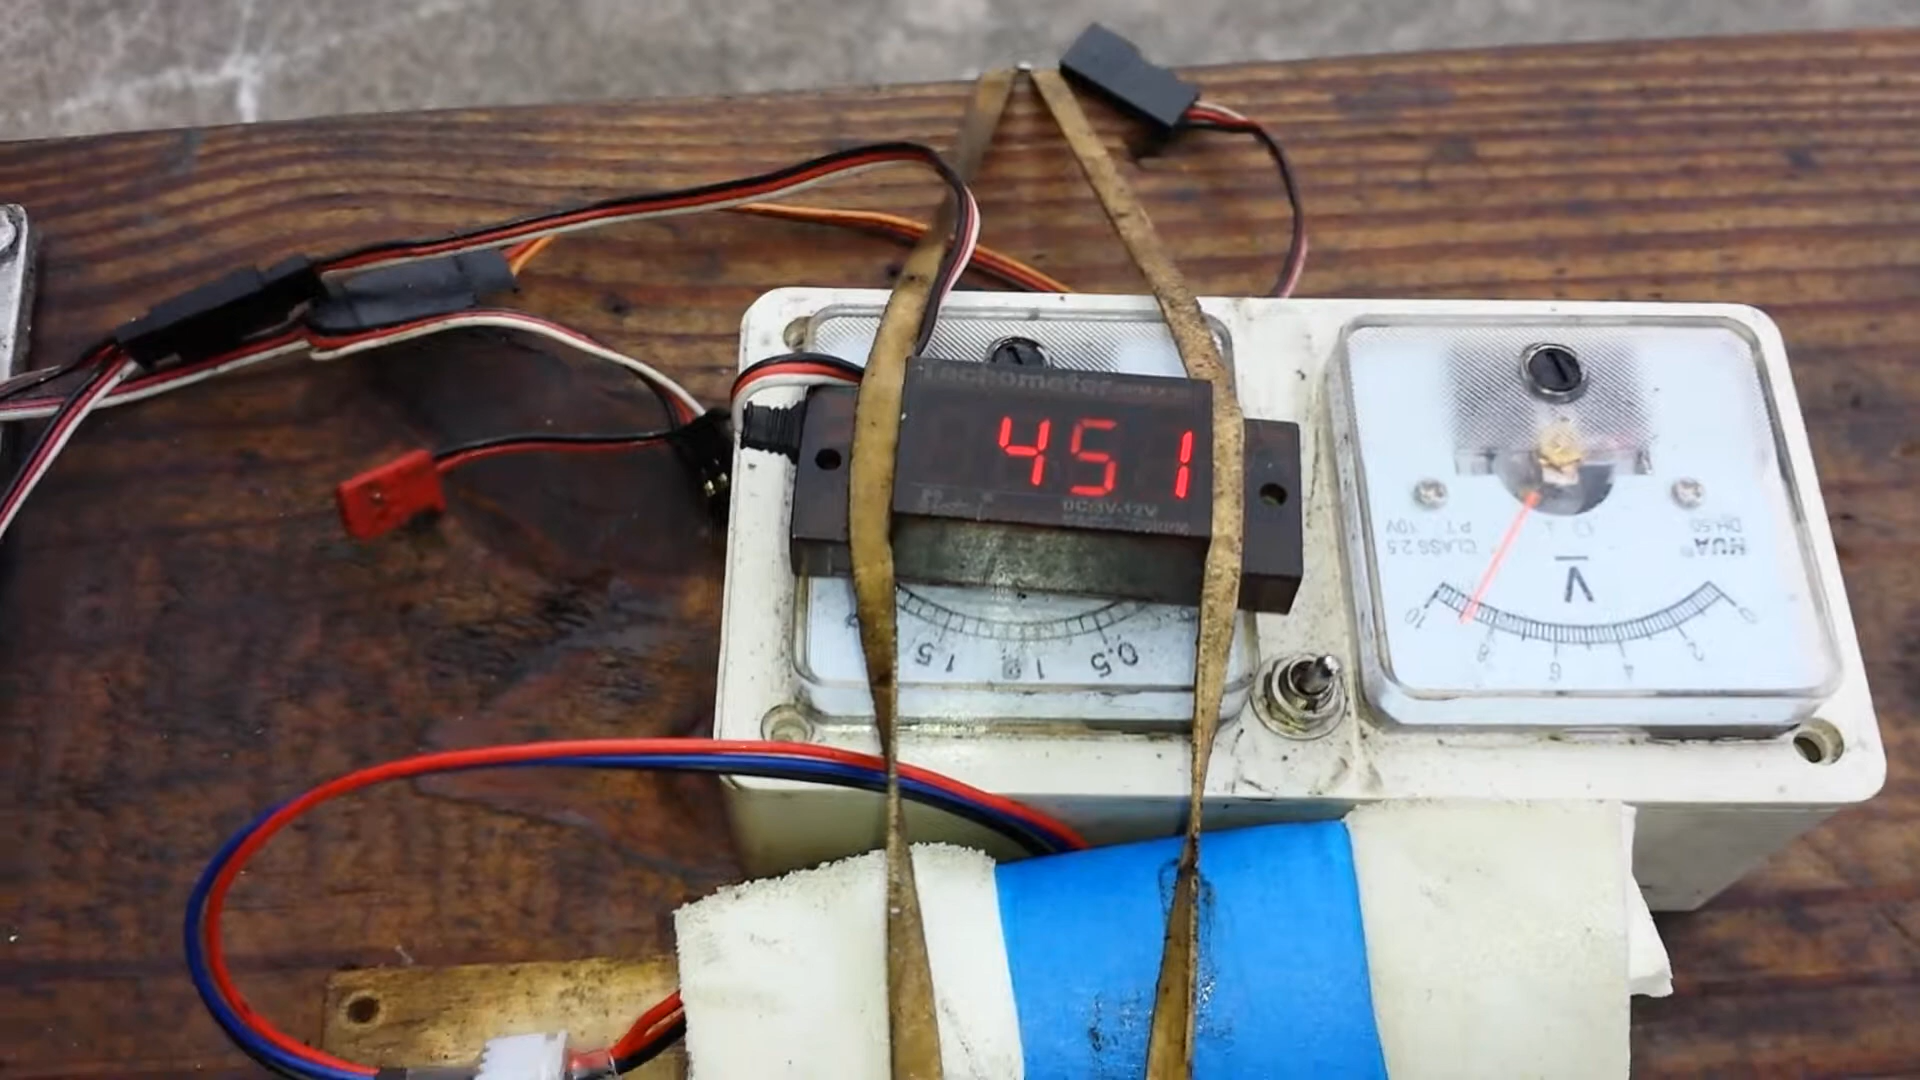 Tachometer
451
DC:4V-12V
1.5 1 0.5
CLASS 2.5
PT. 10V
HUA
DH-50
V
10 8 6 4 2 0